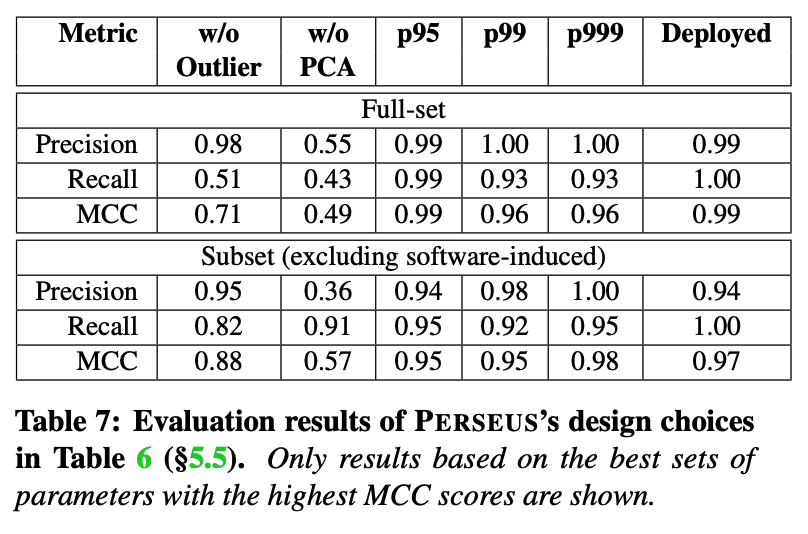 Metric w/o Outlier w/o PCA p95 p99 p999 Deployed
Full-set
Precision 0.98 0.55 0.99 1.00 1.00 0.99
Recall 0.51 0.43 0.99 0.93 0.93 1.00
MCC 0.71 0.49 0.99 0.96 0.96 0.99
Subset (excluding software-induced)
Precision 0.95 0.36 0.94 0.98 1.00 0.94
Recall 0.82 0.91 0.95 0.92 0.95 1.00
MCC 0.88 0.57 0.95 0.95 0.98 0.97
Table 7: Evaluation results of PERSEUS's design choices
in Table 6 (§5.5). Only results based on the best sets of
parameters with the highest MCC scores are shown.